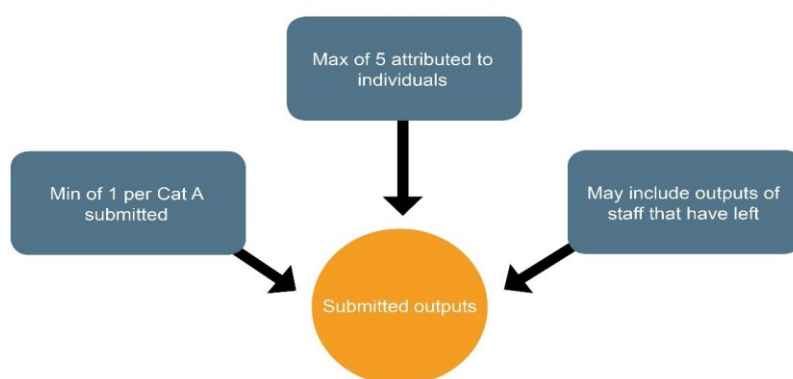 Max of 5 attributed to
individuals
Min of 1 per Cat A
submitted
May include outputs of
staff that have left
Submitted outputs